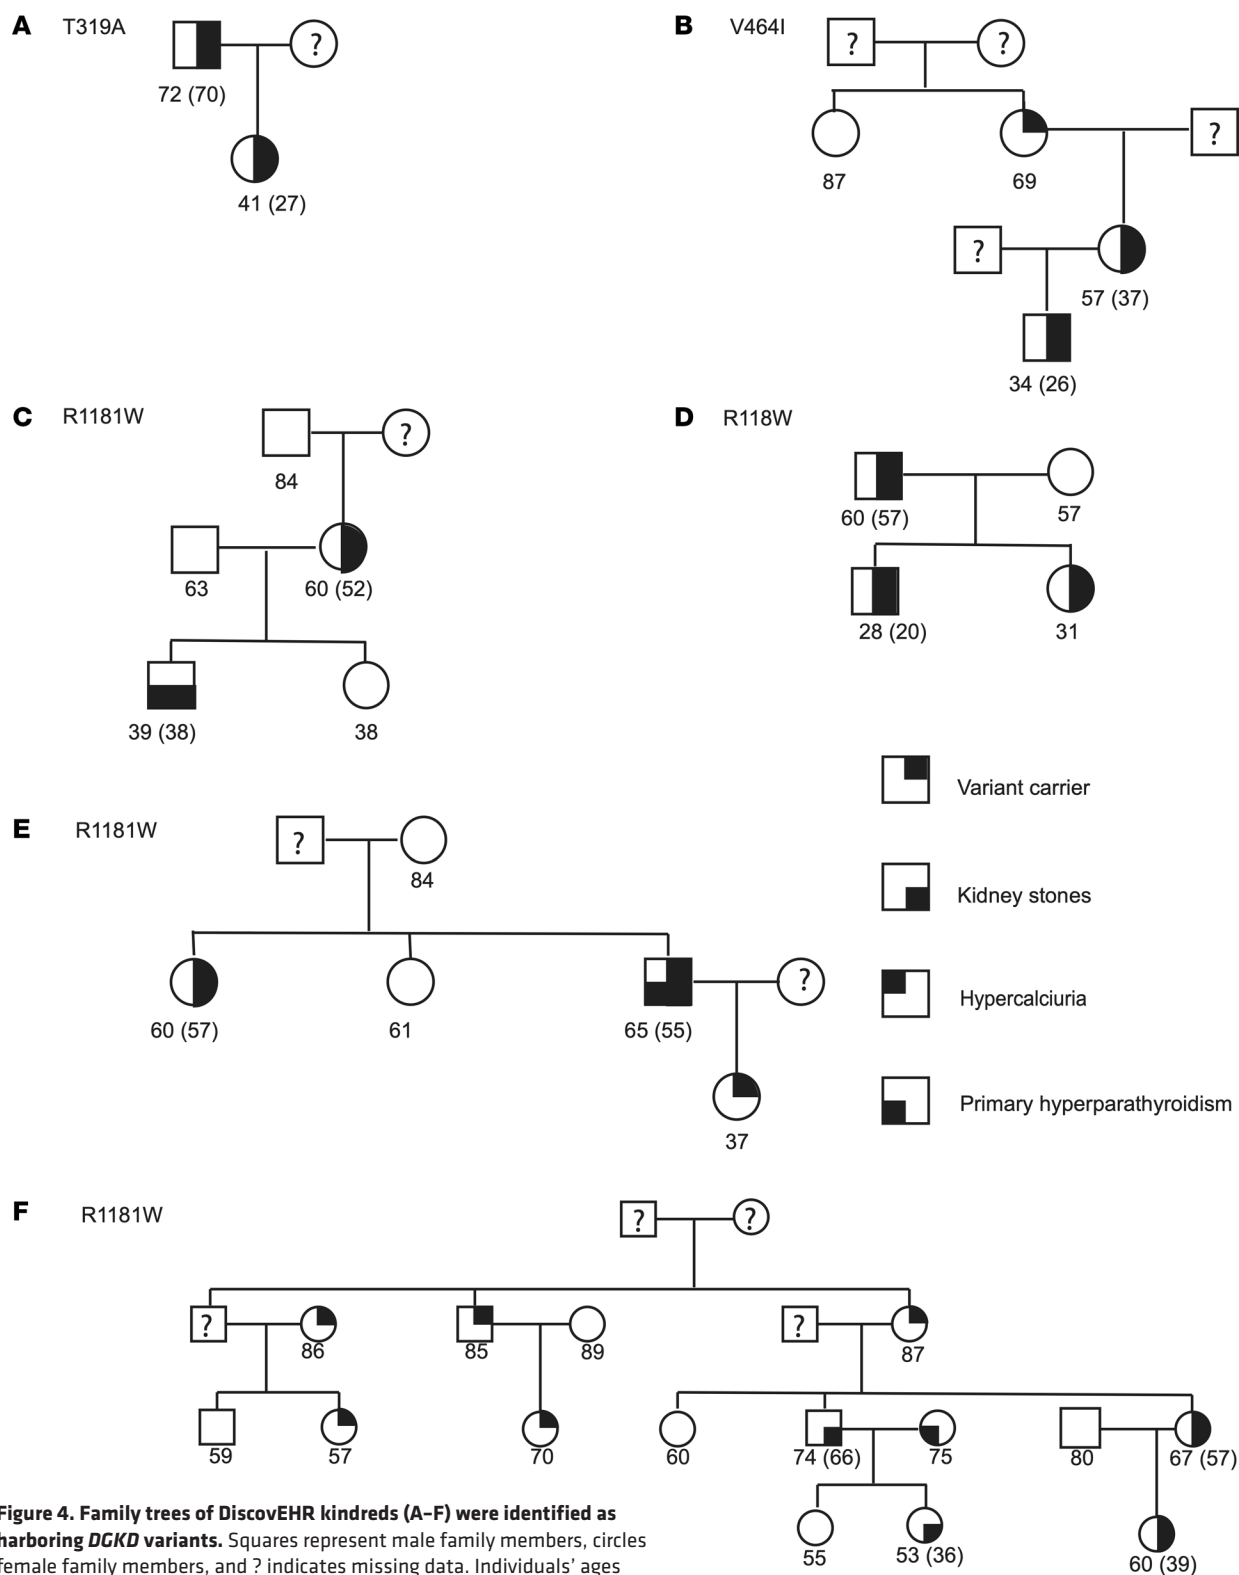 A T319A
?
72 (70)
41 (27)
B V464I
? ?
87 69 ?
?
57 (37)
34 (26)
C R1181W
?
84
63 60 (52)
39 (38) 38
D R118W
60 (57) 57
28 (20) 31
Variant carrier
Kidney stones
Hypercalciuria
Primary hyperparathyroidism
E R1181W
?
84
?
60 (57) 61 65 (55)
37
F R1181W
? ?
? ?
86 85 89 87
59 57 70 60 74 (66) 75 80 67 (57)
55 53 (36) 60 (39)
Figure 4. Family trees of DiscovEHR kindreds (A–F) were identified as
harboring DGKD variants. Squares represent male family members, circles
female family members, and ? indicates missing data. Individuals' ages